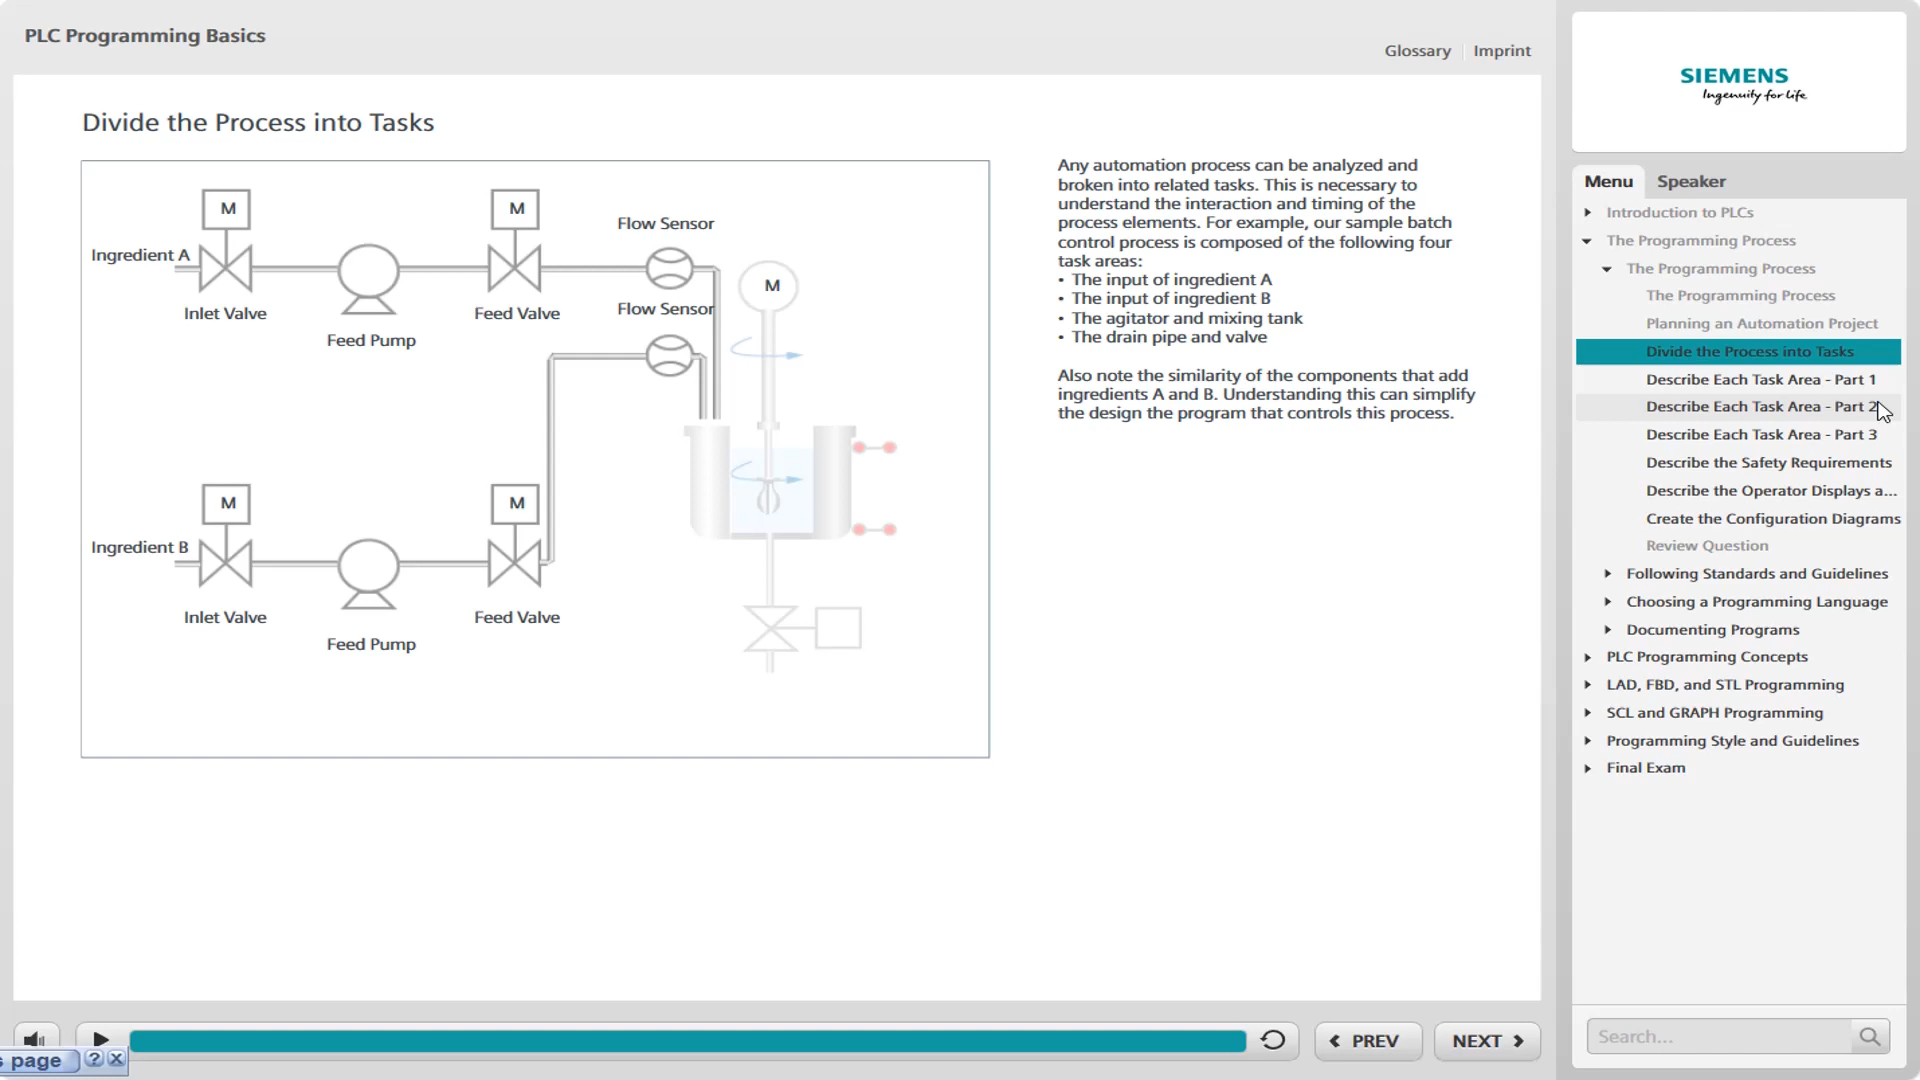 PLC Programming Basics
Glossary
Imprint
Divide the Process into Tasks
M
M
Flow Sensor
Ingredient A
M
Inlet Valve
Feed Valve
Flow Sensor
Feed Pump
M
M
Ingredient B
Inlet Valve
Feed Valve
Feed Pump
Any automation process can be analyzed and
broken into related tasks. This is necessary to
understand the interaction and timing of the
process elements. For example, our sample batch
control process is composed of the following four
task areas:
• The input of ingredient A
• The input of ingredient B
• The agitator and mixing tank
• The drain pipe and valve
Also note the similarity of the components that add
ingredients A and B. Understanding this can simplify
the design the program that controls this process.
SIEMENS
Ingenuity for Life
Menu
Speaker
Introduction to PLCs
The Programming Process
The Programming Process
The Programming Process
Planning an Automation Project
Divide the Process into Tasks
Describe Each Task Area - Part 1
Describe Each Task Area - Part 2
Describe Each Task Area - Part 3
Describe the Safety Requirements
Describe the Operator Displays a...
Create the Configuration Diagrams
Review Question
Following Standards and Guidelines
Choosing a Programming Language
Documenting Programs
PLC Programming Concepts
LAD, FBD, and STL Programming
SCL and GRAPH Programming
Programming Style and Guidelines
Final Exam
s page ?
PREV
NEXT
Search...